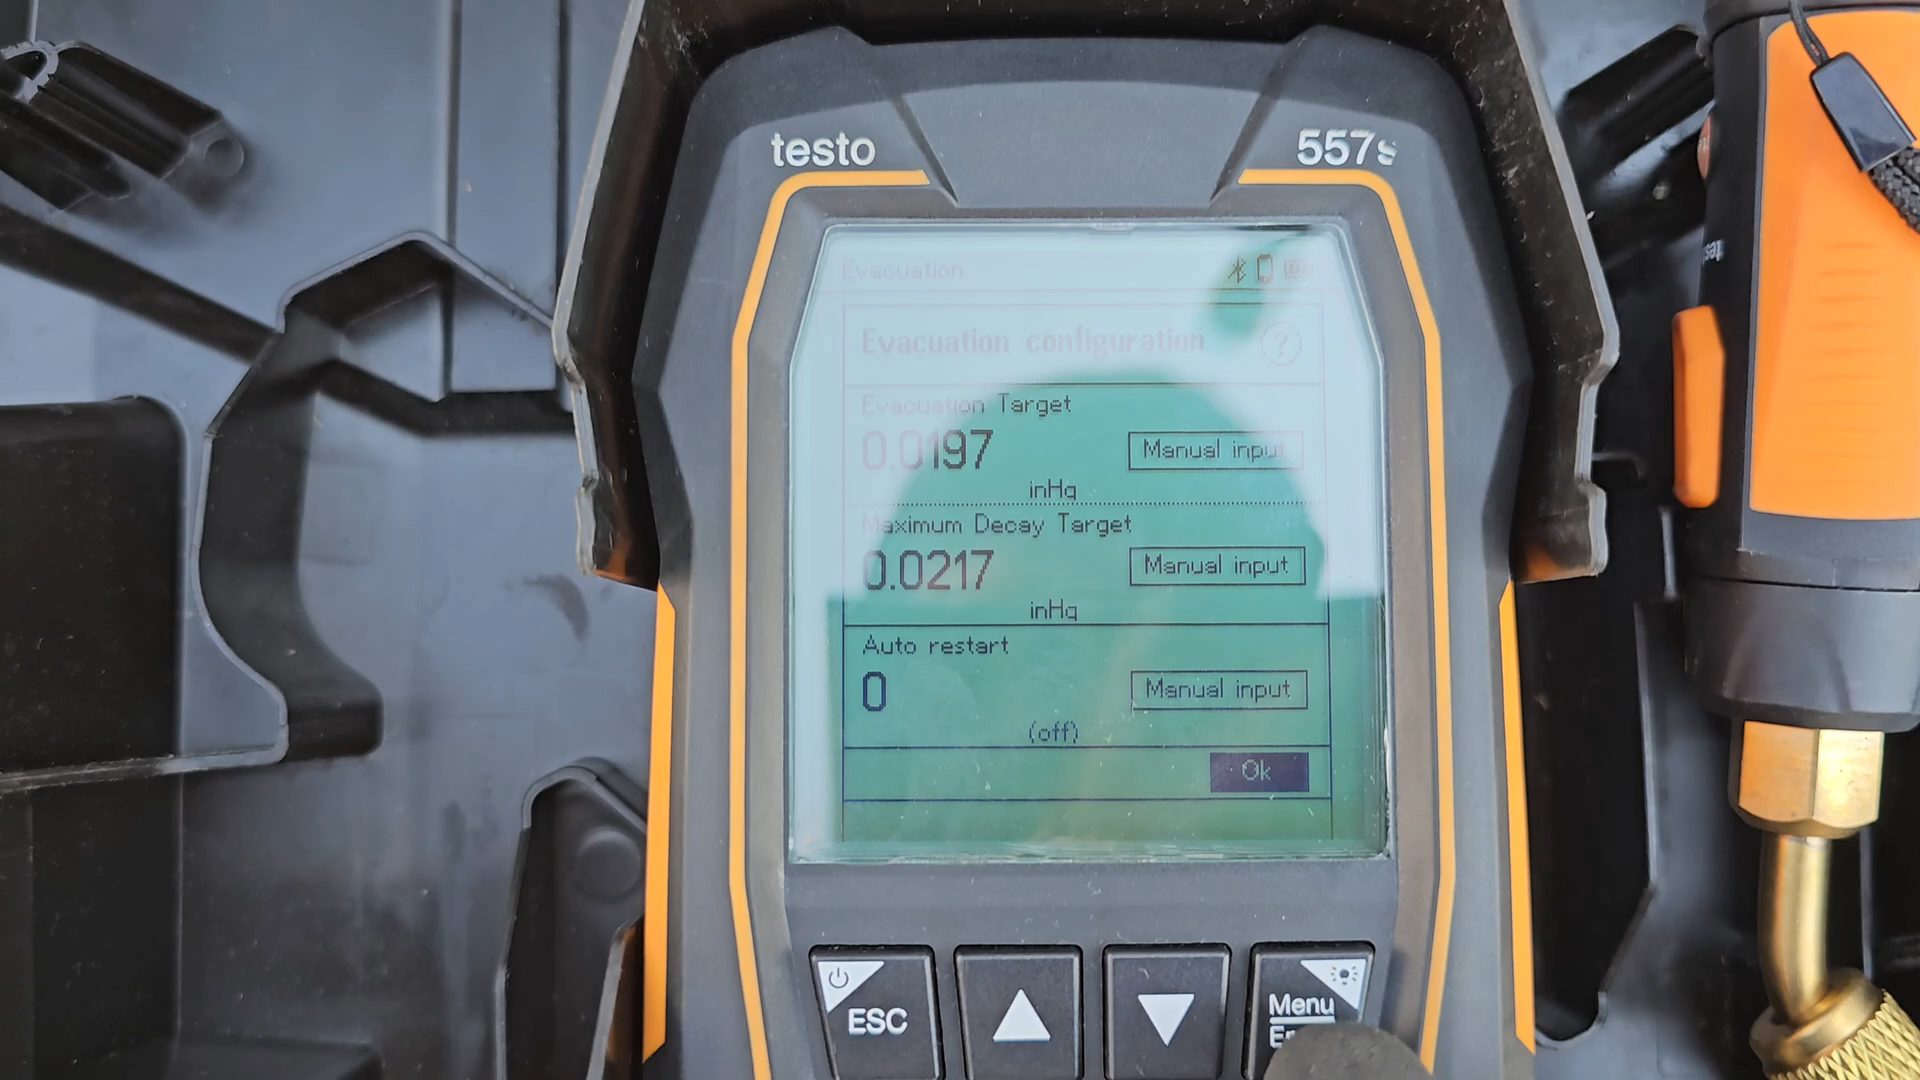 testo 557s
Evacuation
Evacuation configuration ?
Evacuation Target
0.0197 Manual input
inHg
Maximum Decay Target
0.0217 Manual input
inHg
Auto restart
0 Manual input
(off)
Ok
ESC Menu